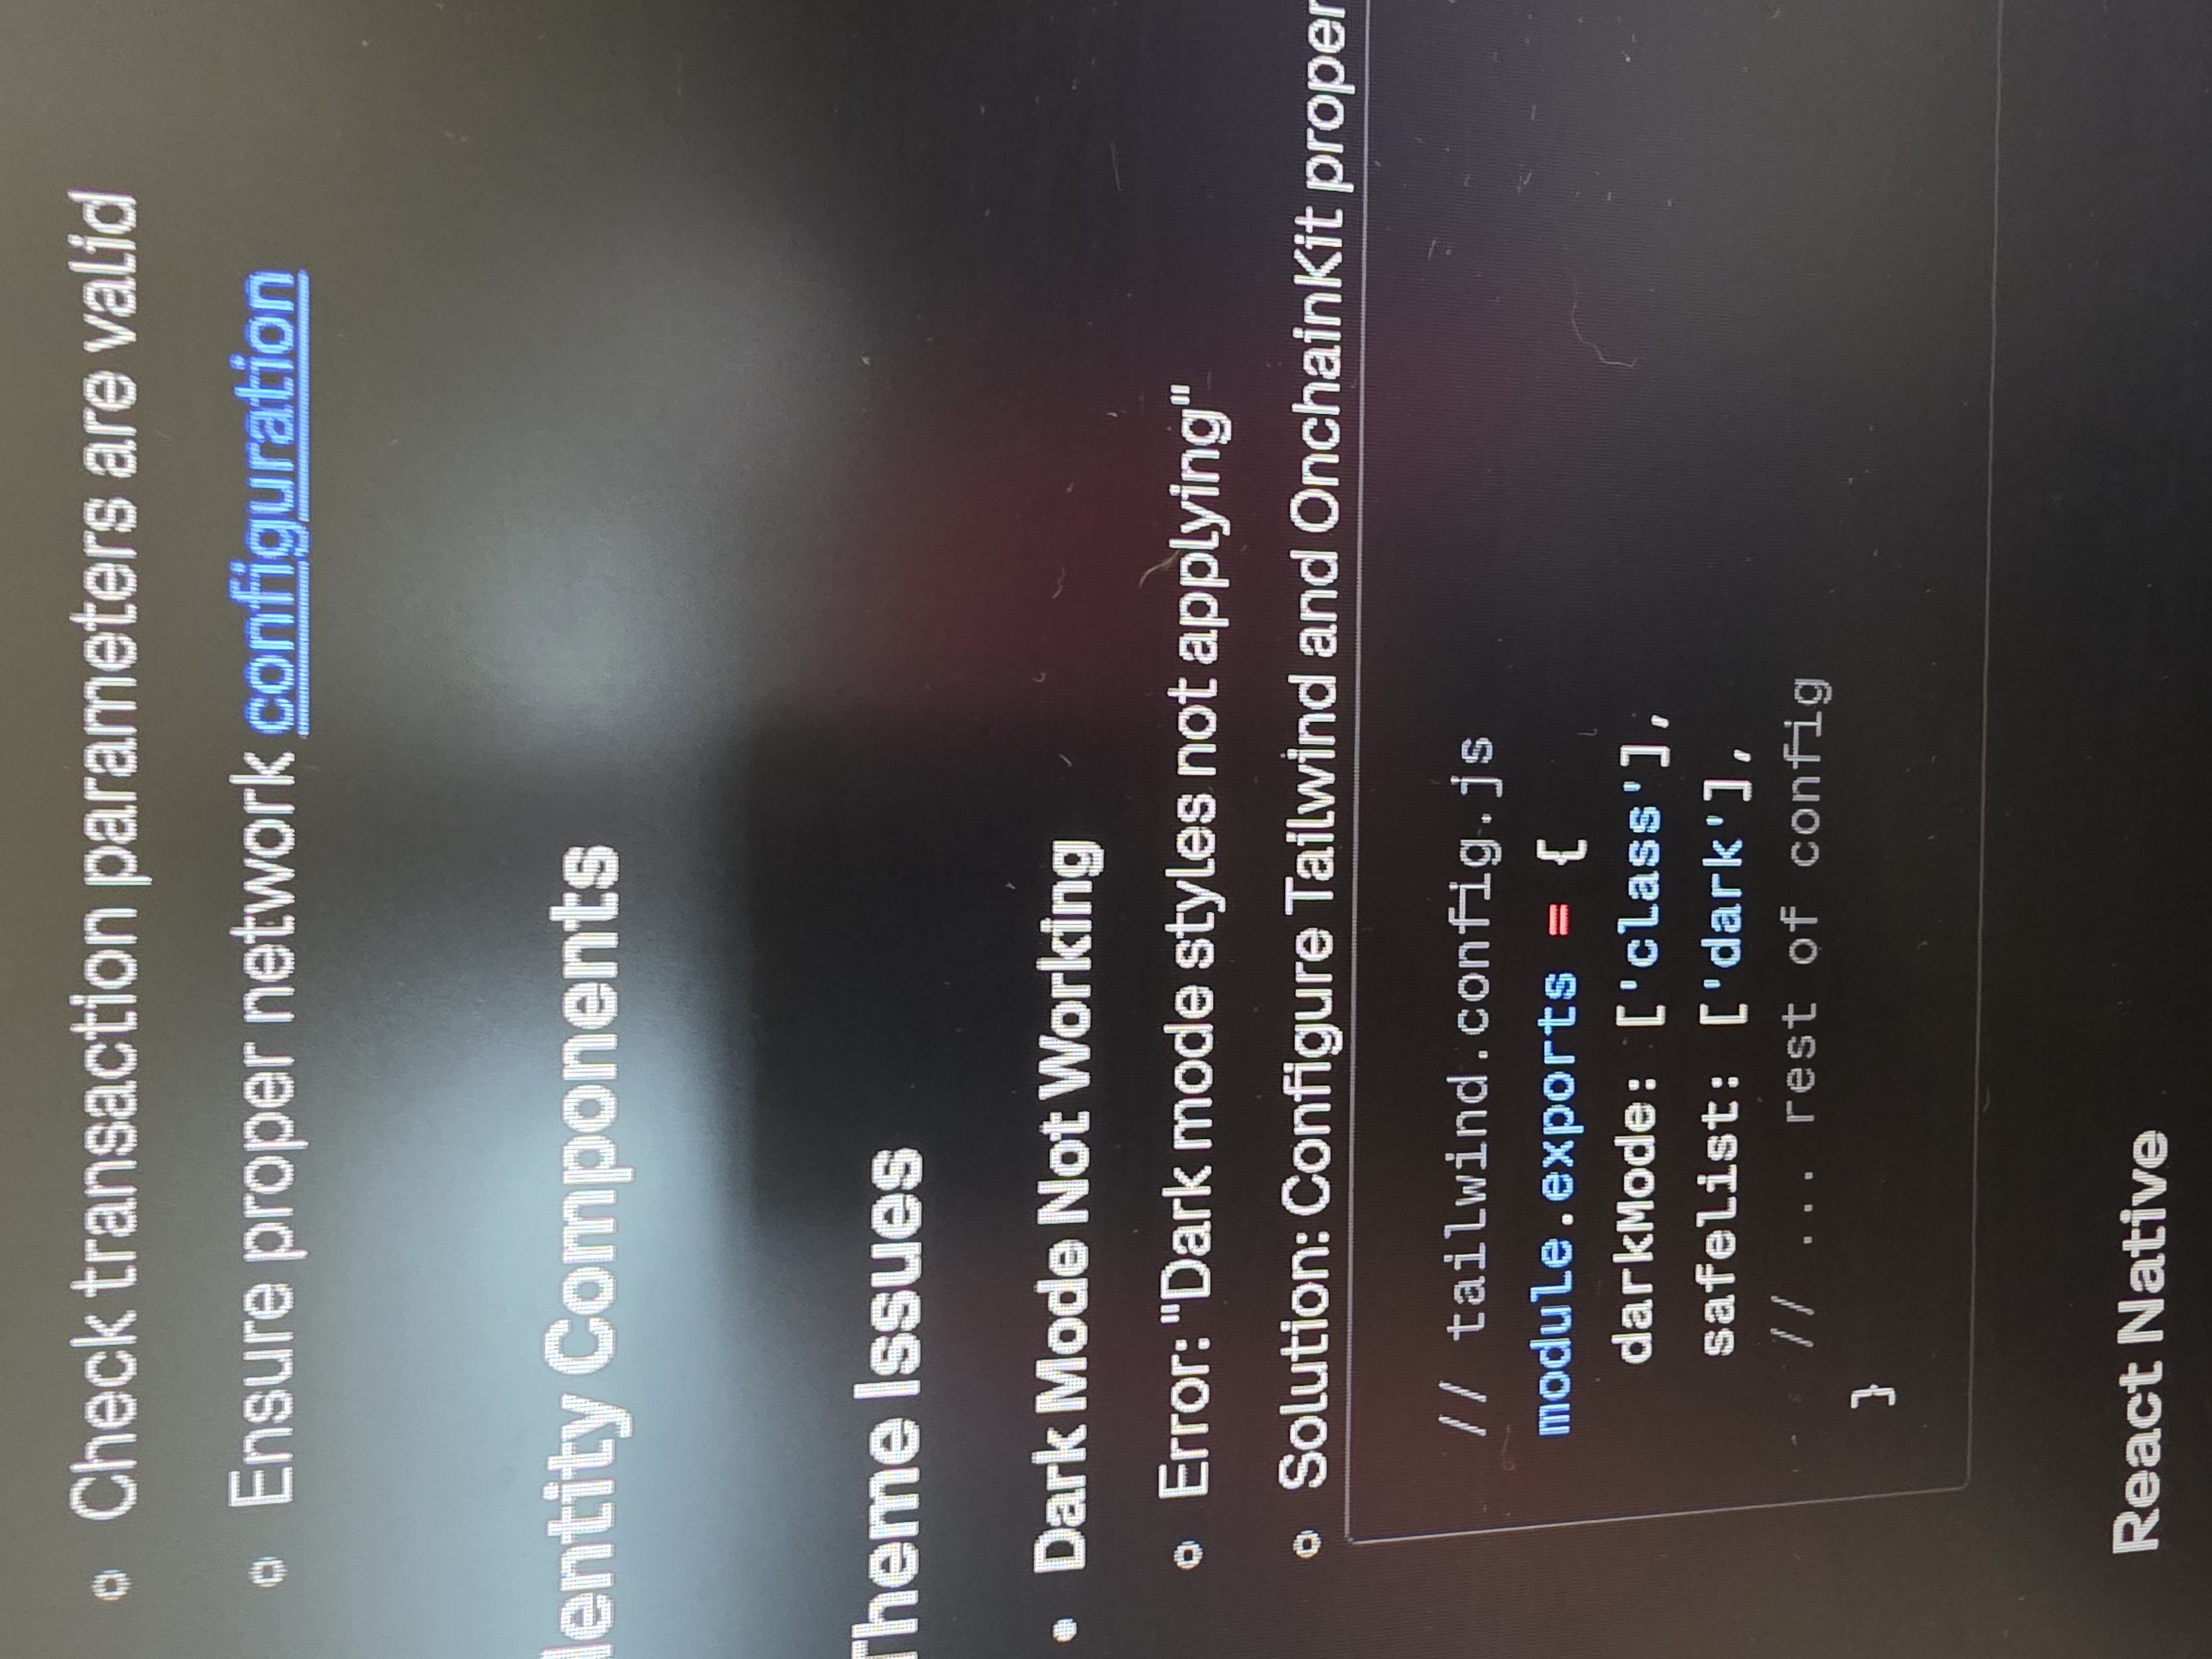 Check transaction parameters are valid
Ensure proper network configuration
dentity Components
Theme Issues
Dark Mode Not Working
Error: "Dark mode styles not applying"
Solution: Configure Tailwind and OnchainKit proper
// tailwind.config.js
module.exports = {
darkMode: ['class'],
safelist: ['dark'],
// ... rest of config
}
React Native